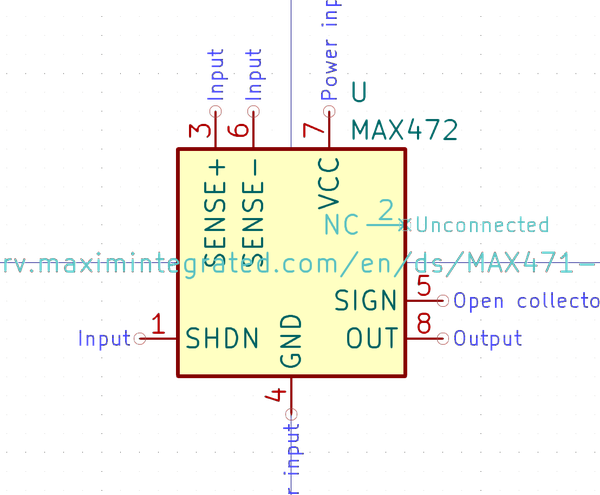 Power inp
Input
Input
U
3
6
7
MAX472
SENSE+
SENSE-
VCC
NC
2
Unconnected
rv.maximintegrated.com/en/ds/MAX471-
SIGN
5
Open collecto
Input
1
SHDN
GND
OUT
8
Output
4
r input